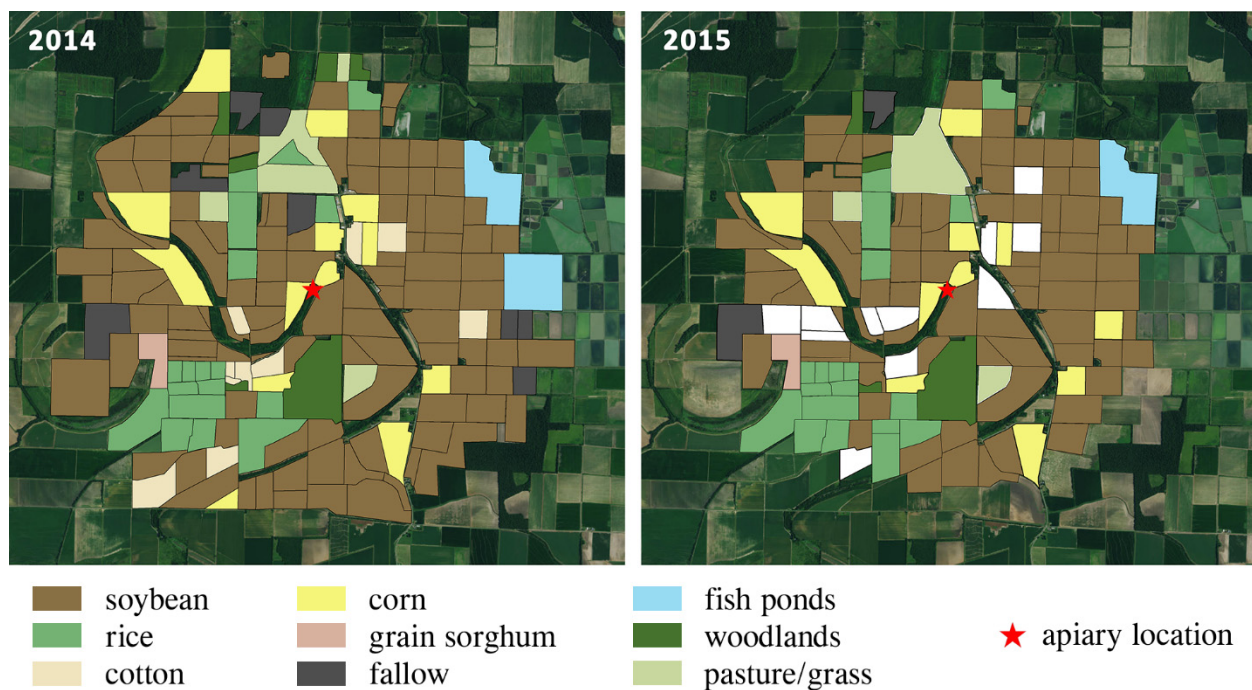 2014
2015
soybean
corn
fish ponds
rice
grain sorghum
woodlands
apiary location
cotton
fallow
pasture/grass